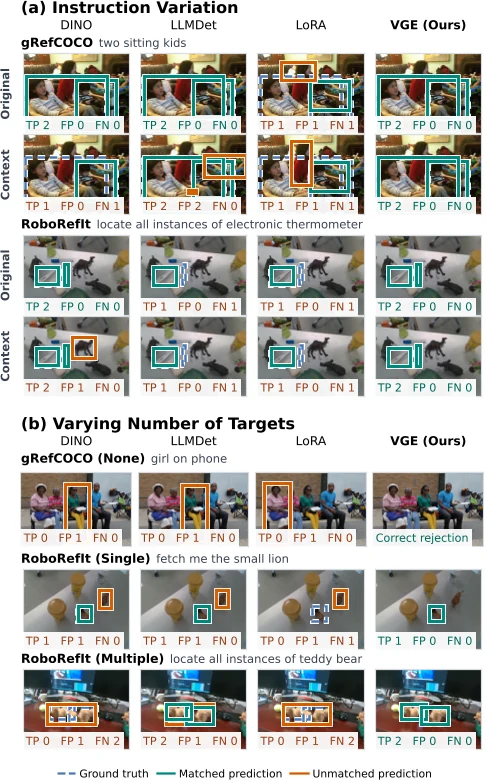 (a) Instruction Variation
DINO LLMDet LoRA VGE (Ours)
gRefCOCO two sitting kids
Original
TP 2 FP 0 FN 0 TP 2 FP 0 FN 0 TP 1 FP 1 FN 1 TP 2 FP 0 FN 0
Context
TP 1 FP 0 FN 1 TP 2 FP 2 FN 0 TP 1 FP 1 FN 1 TP 2 FP 0 FN 0
RoboRefIt locate all instances of electronic thermometer
Original
TP 2 FP 0 FN 0 TP 1 FP 0 FN 1 TP 1 FP 0 FN 1 TP 2 FP 0 FN 0
Context
TP 2 FP 1 FN 0 TP 1 FP 0 FN 1 TP 1 FP 0 FN 1 TP 2 FP 0 FN 0
(b) Varying Number of Targets
DINO LLMDet LoRA VGE (Ours)
gRefCOCO (None) girl on phone
TP 0 FP 1 FN 0 TP 0 FP 1 FN 0 TP 0 FP 1 FN 0 Correct rejection
RoboRefIt (Single) fetch me the small lion
TP 1 FP 1 FN 0 TP 1 FP 1 FN 0 TP 0 FP 1 FN 1 TP 1 FP 0 FN 0
RoboRefIt (Multiple) locate all instances of teddy bear
TP 0 FP 1 FN 2 TP 1 FP 1 FN 1 TP 0 FP 1 FN 2 TP 2 FP 0 FN 0
Ground truth Matched prediction Unmatched prediction